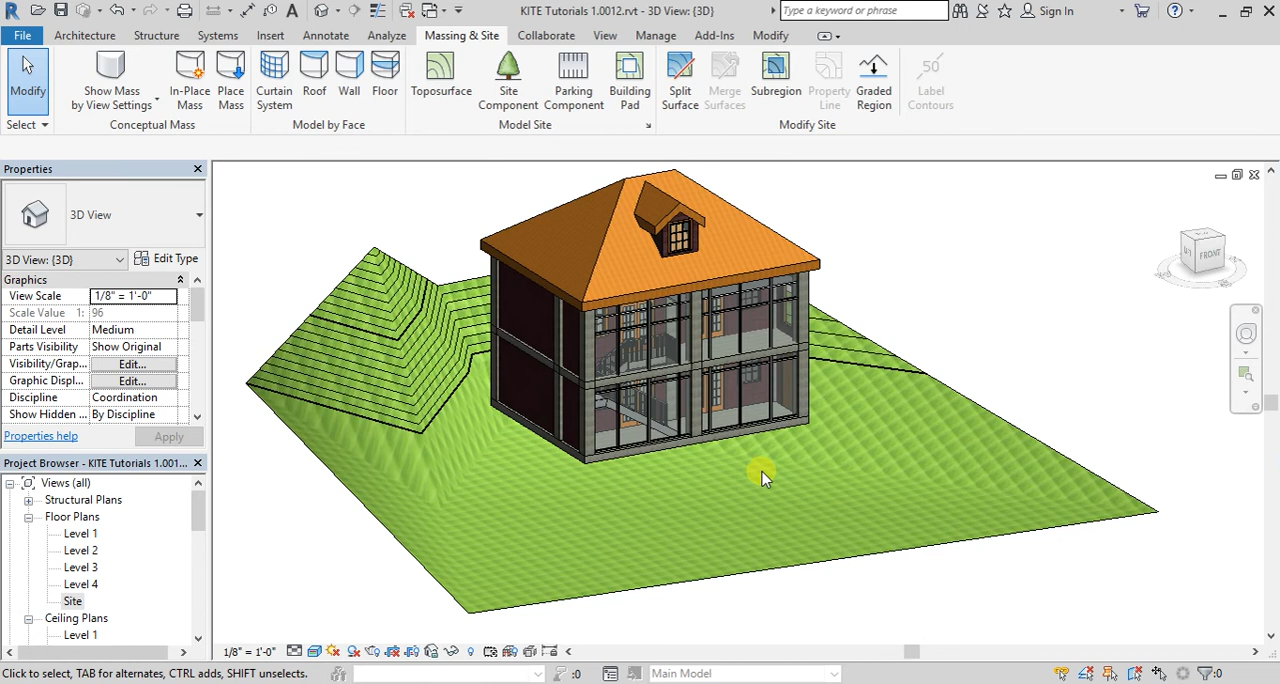 KITE Tutorials 1.0012.rvt - 3D View: {3D}
Type a keyword or phrase
Sign In
File Architecture Structure Systems Insert Annotate Analyze Massing & Site Collaborate View Manage Add-Ins Modify
Modify
Show Mass
by View Settings
In-Place
Mass
Place
Mass
Curtain
System
Roof
Wall
Floor
Toposurface
Site
Component
Parking
Component
Building
Pad
Split
Surface
Merge
Surfaces
Subregion
Property
Line
Graded
Region
50
Label
Contours
Select Conceptual Mass Model by Face Model Site Modify Site
Properties
3D View
3D View: {3D} Edit Type
Graphics
View Scale 1/8" = 1'-0"
Scale Value 1: 96
Detail Level Medium
Parts Visibility Show Original
Visibility/Grap... Edit...
Graphic Displ... Edit...
Discipline Coordination
Show Hidden ... By Discipline
Properties help Apply
Project Browser - KITE Tutorials 1.001...
Views (all)
Structural Plans
Floor Plans
Level 1
Level 2
Level 3
Level 4
Site
Ceiling Plans
Level 1
FRONT
1/8" = 1'-0"
Click to select, TAB for alternates, CTRL adds, SHIFT unselects. :0 Main Model :0